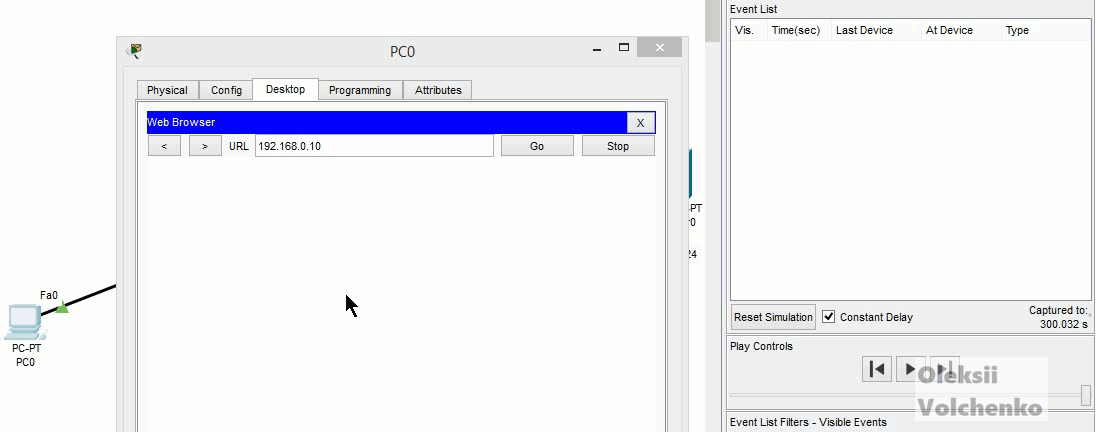 PC0
Physical Config Desktop Programming Attributes
Web Browser X
< > URL 192.168.0.10 Go Stop
Fa0
PC-PT
PC0
-PT
r0
24
Event List
Vis. Time(sec) Last Device At Device Type
Reset Simulation Constant Delay
Captured to:
300.032 s
Play Controls
Oleksii
Volchenko
Event List Filters - Visible Events